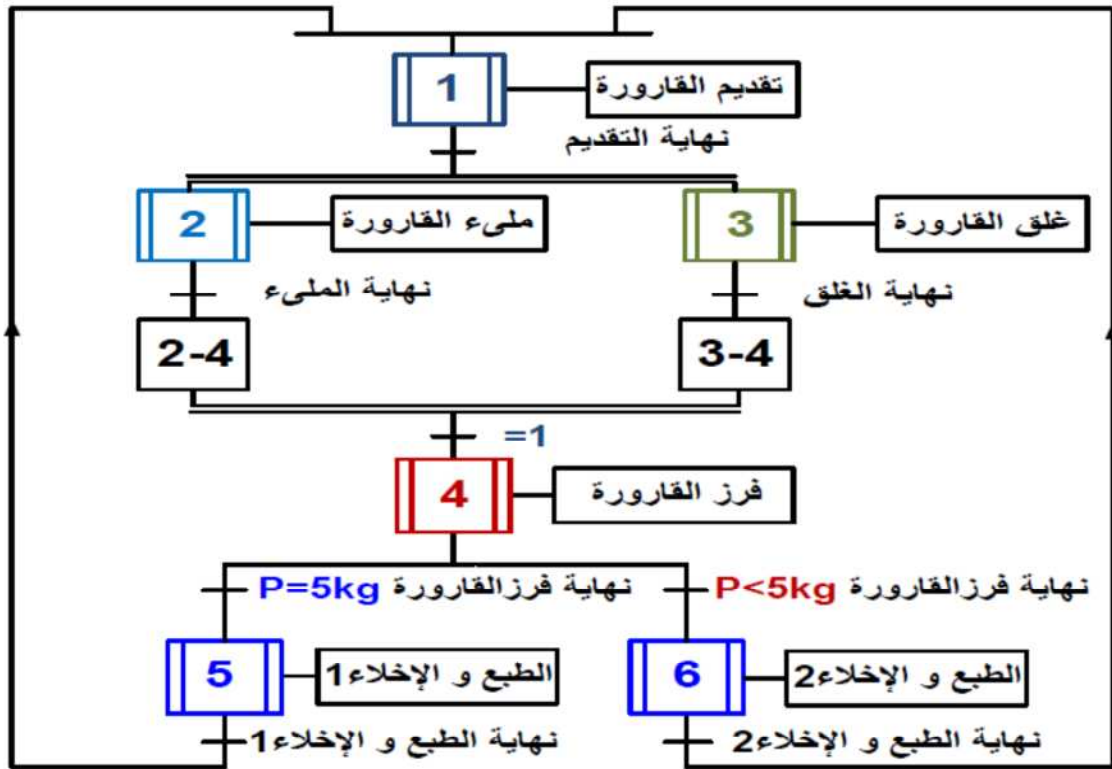 1
تقديم القارورة
نهاية التقديم
2
ملىء القارورة
3
غلق القارورة
نهاية الملىء
نهاية الغلق
2-4
3-4
=1
4
فرز القارورة
نهاية فرزالقارورة P=5kg
نهاية فرزالقارورة P<5kg
5
الطبع و الإخلاء1
6
الطبع و الإخلاء2
نهاية الطبع و الإخلاء1
نهاية الطبع و الإخلاء2